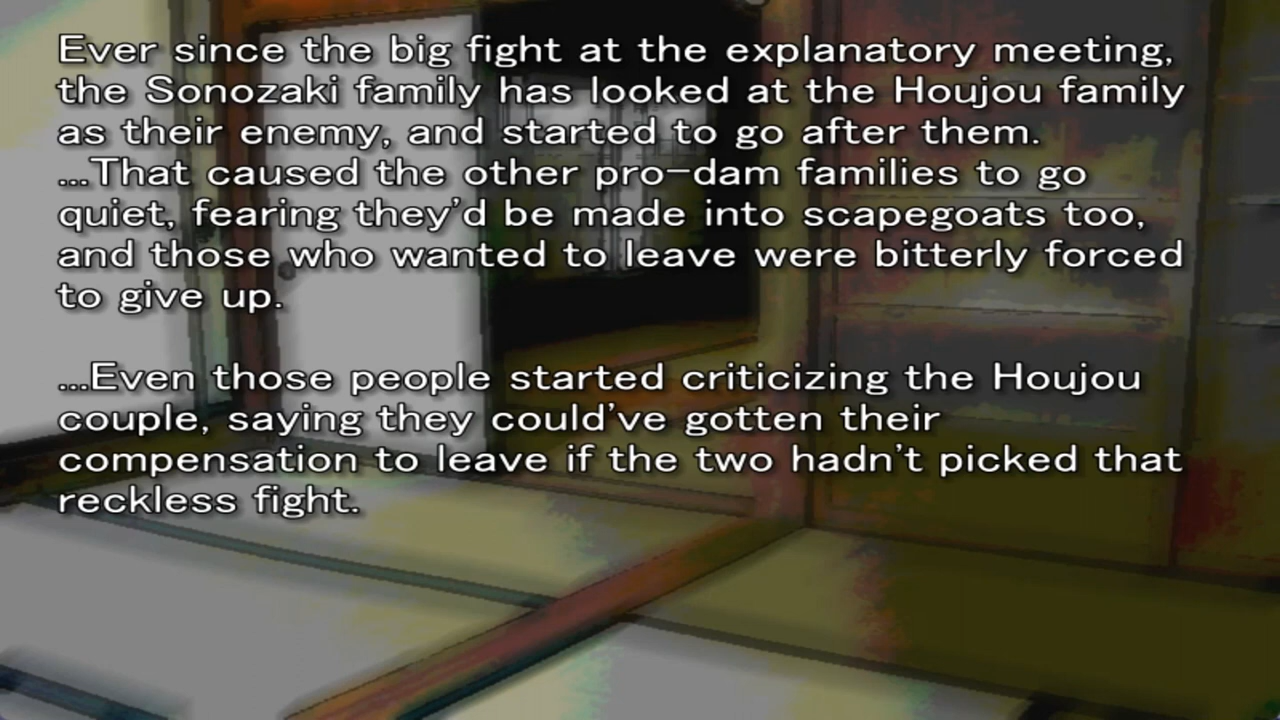 Ever since the big fight at the explanatory meeting,
the Sonozaki family has looked at the Houjou family
as their enemy, and started to go after them.
...That caused the other pro-dam families to go
quiet, fearing they'd be made into scapegoats too,
and those who wanted to leave were bitterly forced
to give up.
...Even those people started criticizing the Houjou
couple, saying they could've gotten their
compensation to leave if the two hadn't picked that
reckless fight.